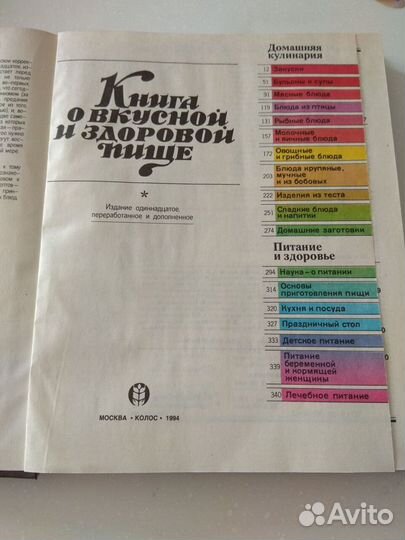 Книга
о вкусной
и здоровой
пище
*
Издание одиннадцатое,
переработанное и дополненное
МОСКВА • КОЛОС • 1994
Домашняя
кулинария
12 Закуски
51 Бульоны и супы
91 Мясные блюда
119 Блюда из птицы
131 Рыбные блюда
157 Молочные
и яичные блюда
172 Овощные
и грибные блюда
203 Блюда крупяные,
мучные
и из бобовых
222 Изделия из теста
251 Сладкие блюда
и напитки
274 Домашние заготовки
Питание
и здоровье
294 Наука – о питании
314 Основы
приготовления пищи
320 Кухня и посуда
327 Праздничный стол
333 Детское питание
339 Питание
беременной
и кормящей
женщины
340 Лечебное питание
Avito